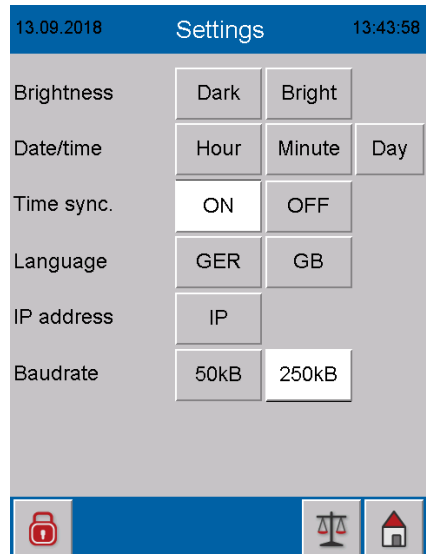 13.09.2018 Settings 13:43:58
Brightness Dark Bright
Date/time Hour Minute Day
Time sync. ON OFF
Language GER GB
IP address IP
Baudrate 50kB 250kB